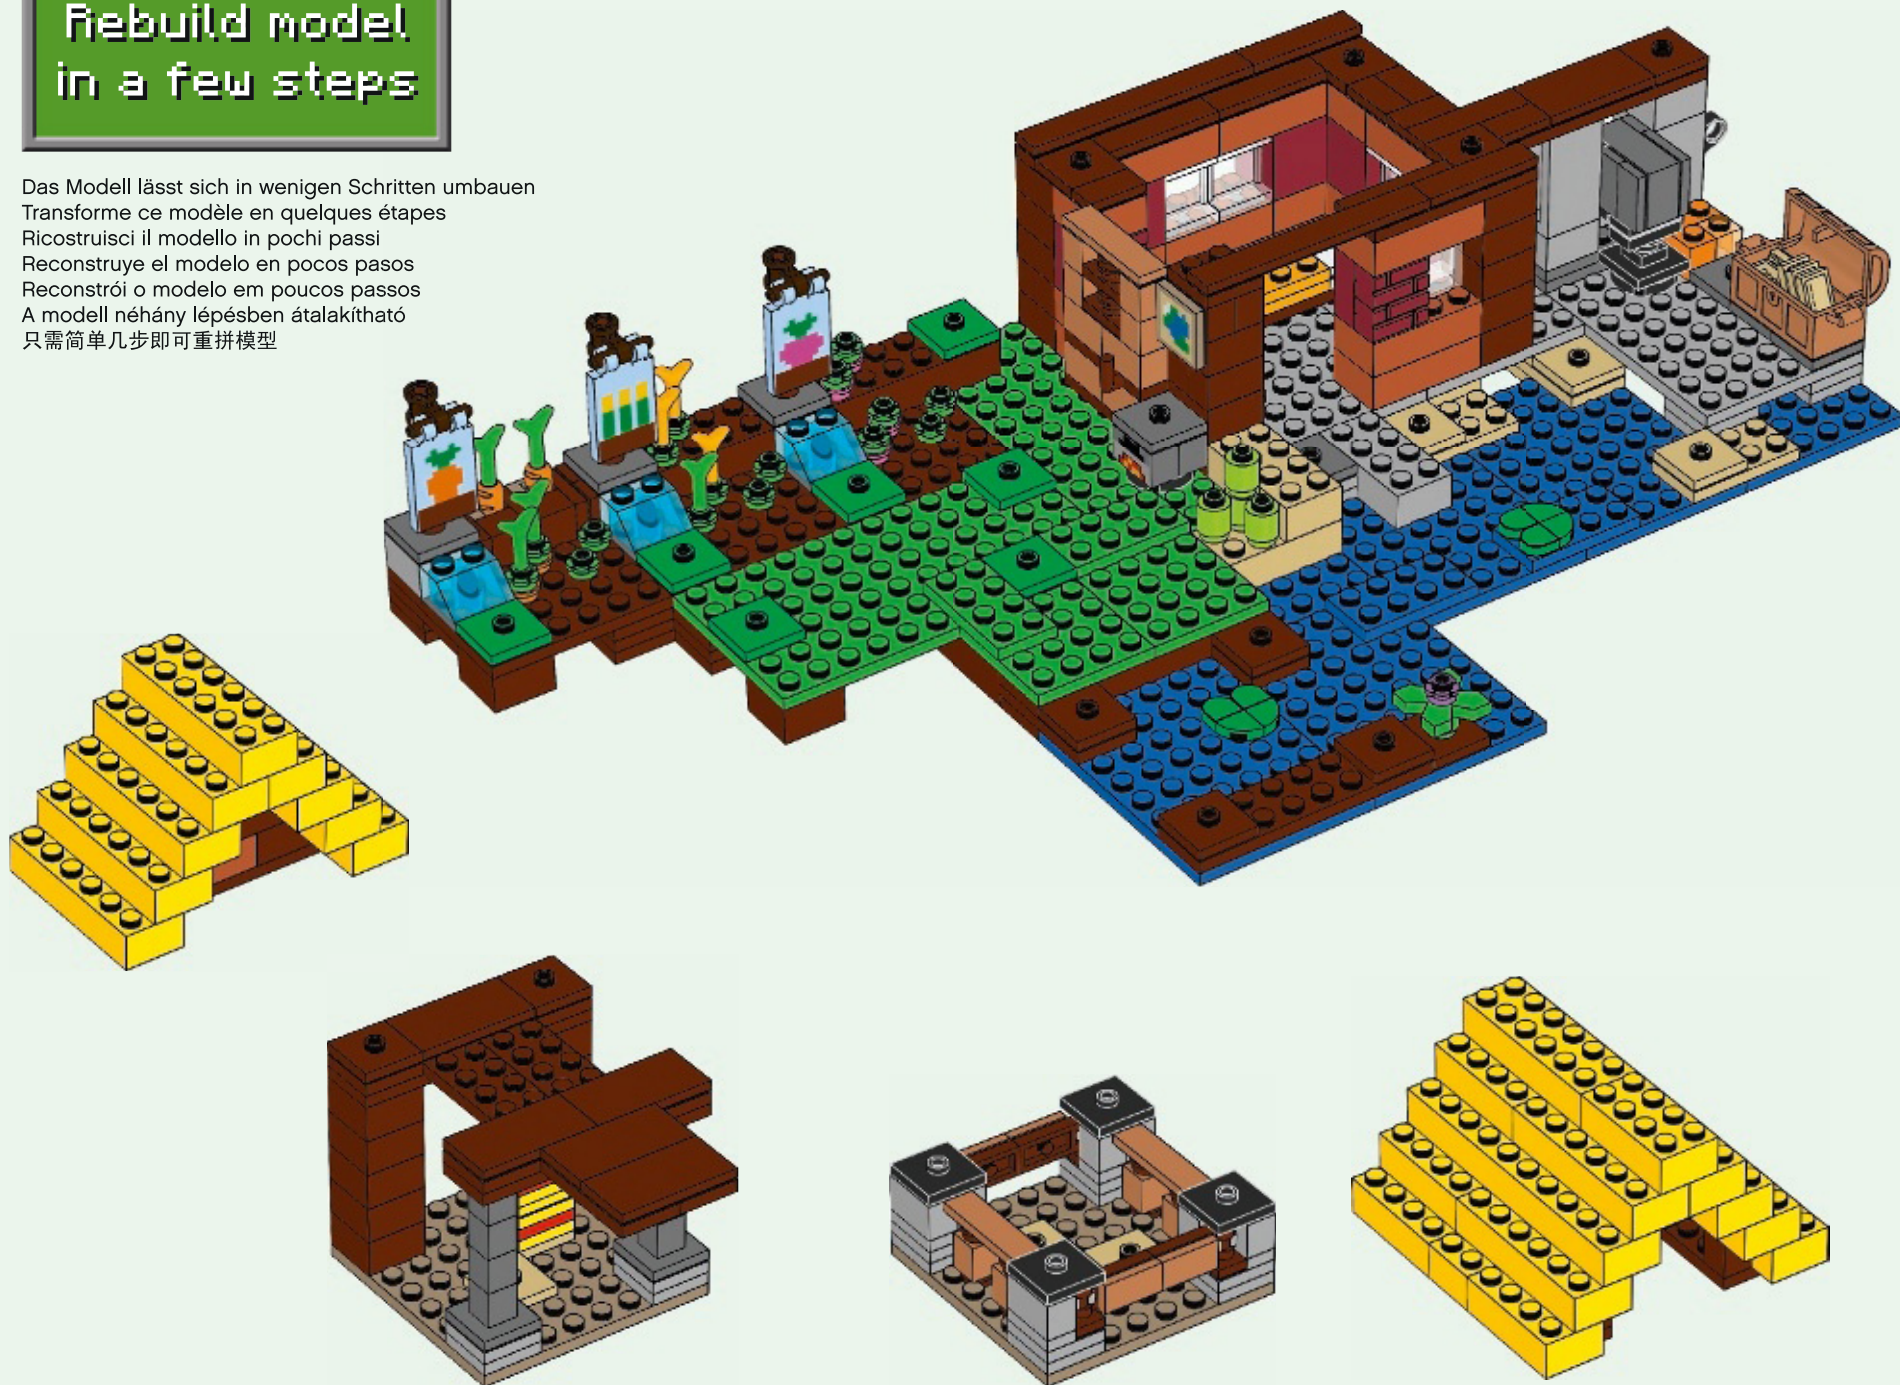 Rebuild model
in a few steps
Das Modell lässt sich in wenigen Schritten umbauen
Transforme ce modèle en quelques étapes
Ricostruisci il modello in pochi passi
Reconstruye el modelo en pocos pasos
Reconstrói o modelo em poucos passos
A modell néhány lépésben átalakítható
只需简单几步即可重拼模型